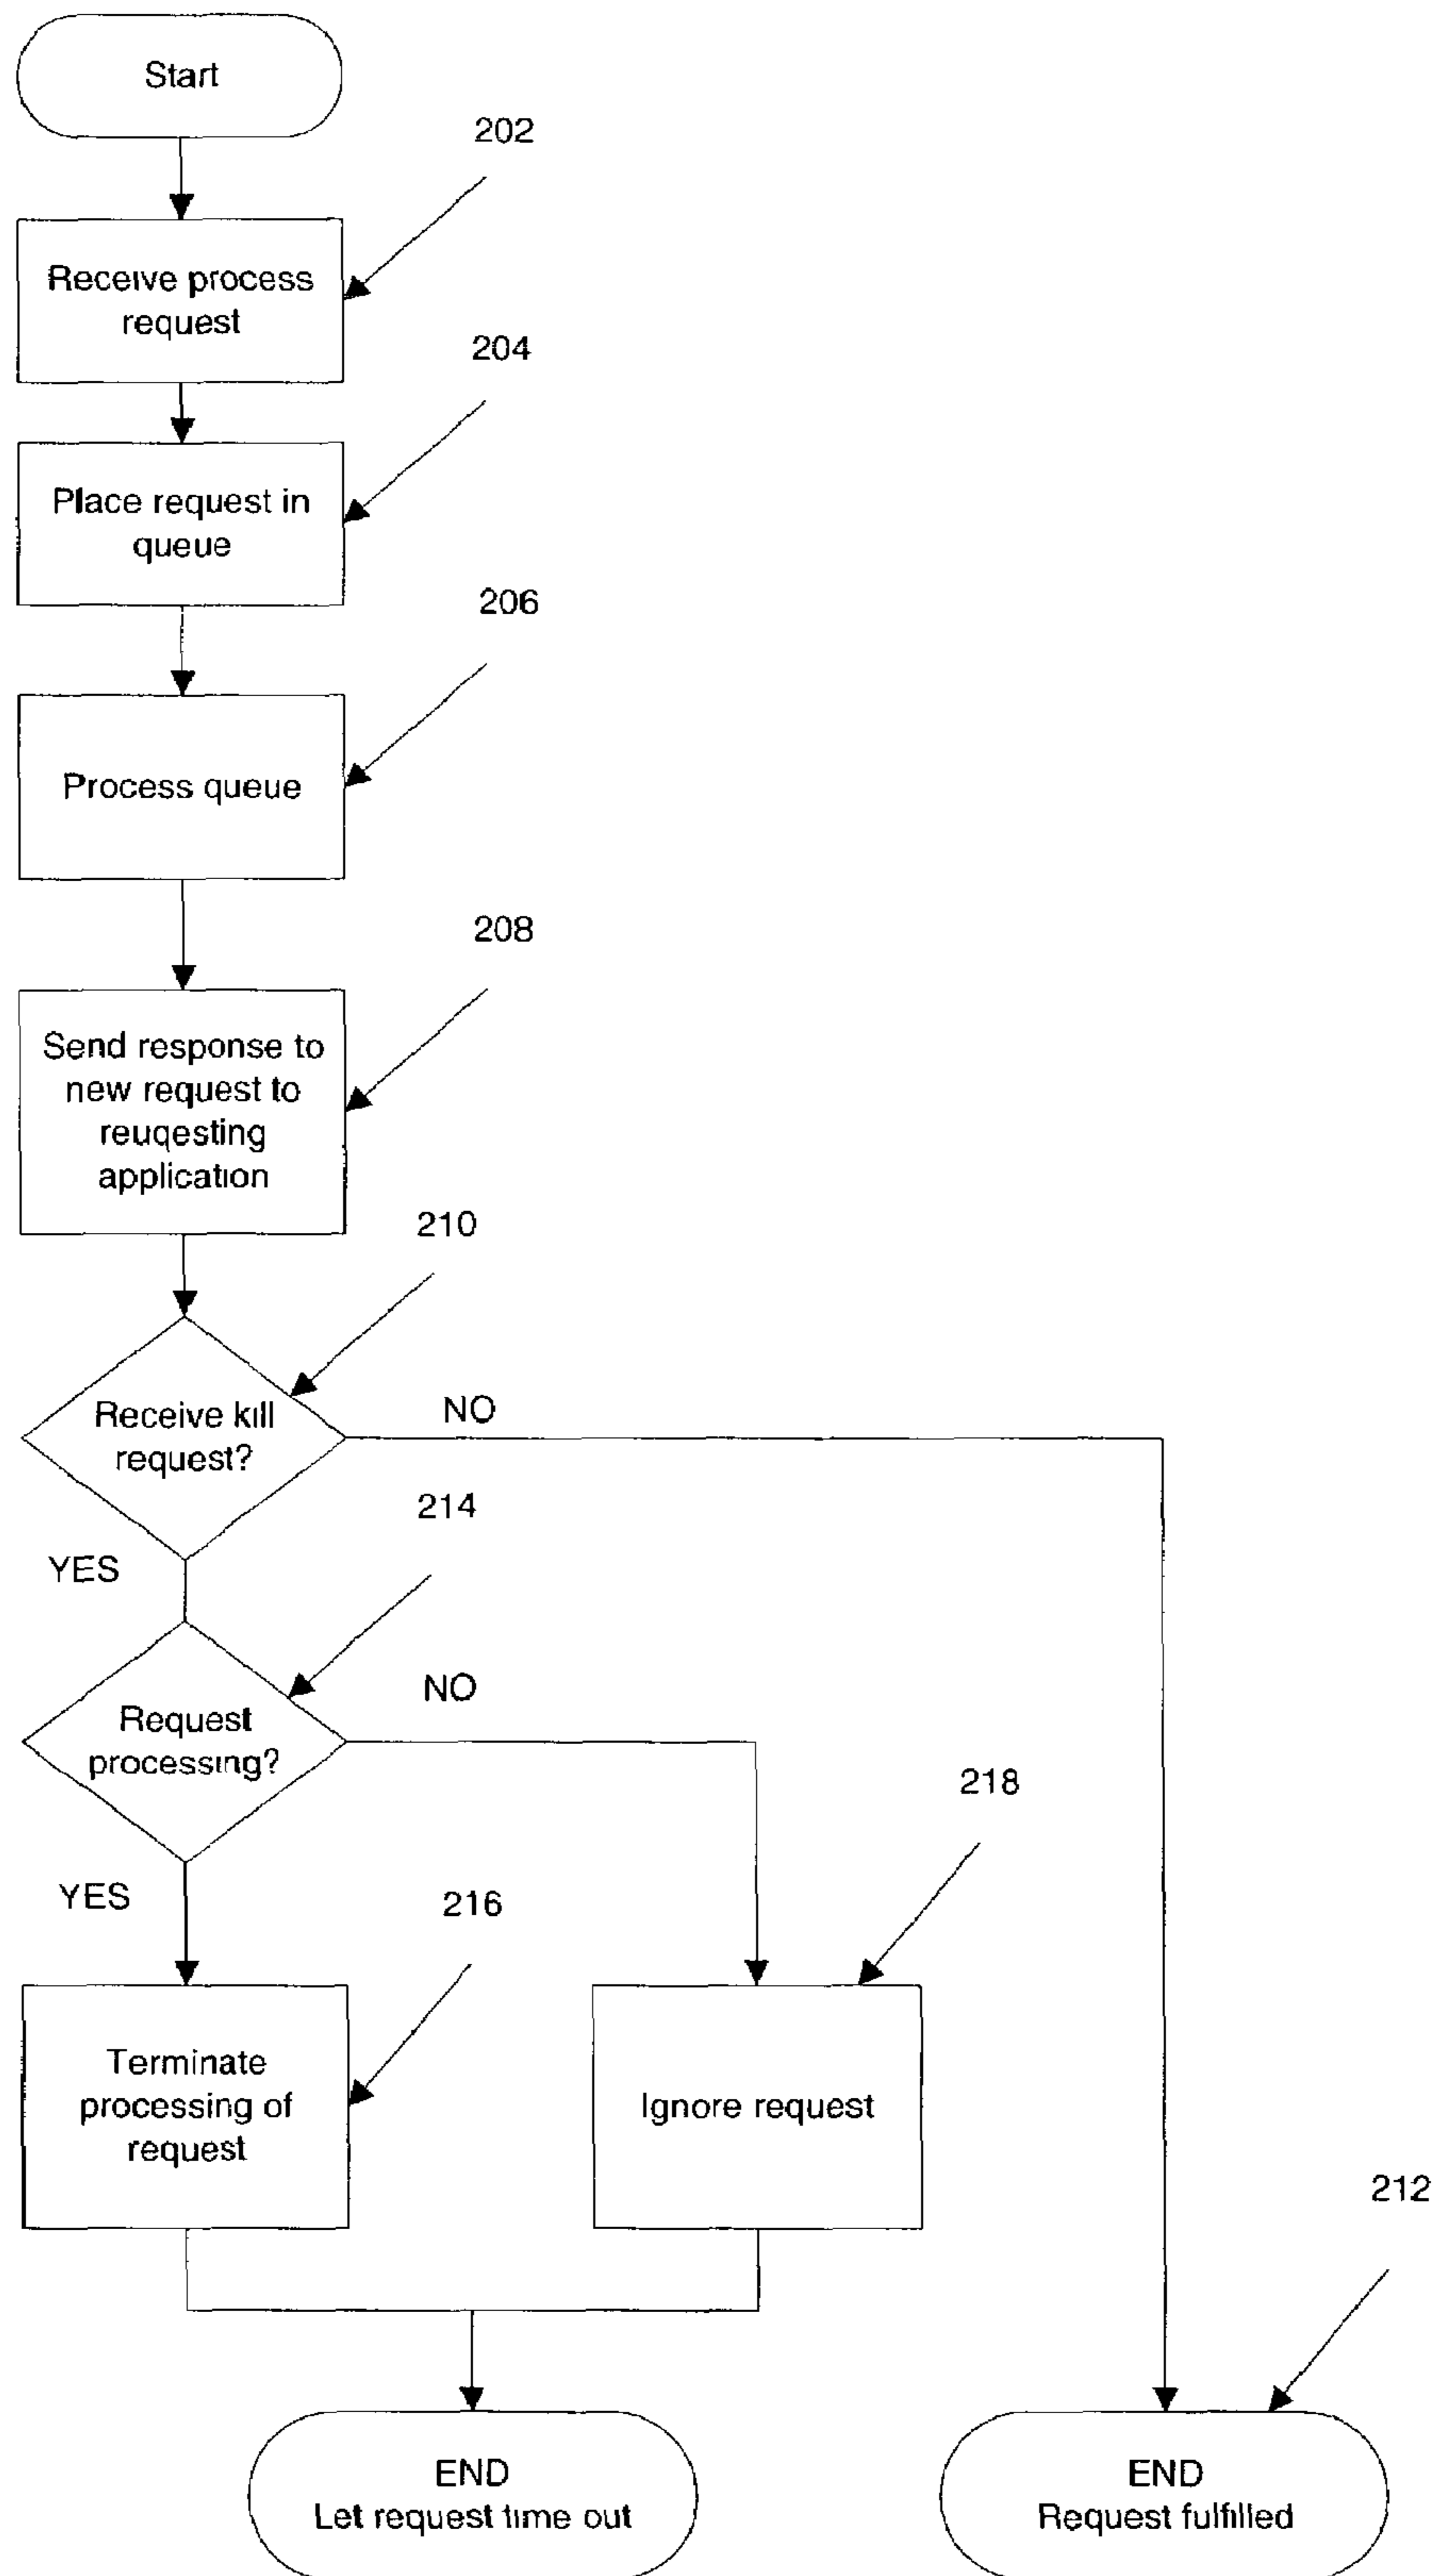 Start
202
Receive process
request
204
Place request in
queue
206
Process queue
208
Send response to
new request to
reuqesting
application
210
Receive kill
request?
NO
YES
214
Request
processing?
NO
YES
218
216
Terminate
processing of
request
Ignore request
212
END
Let request time out
END
Request fulfilled